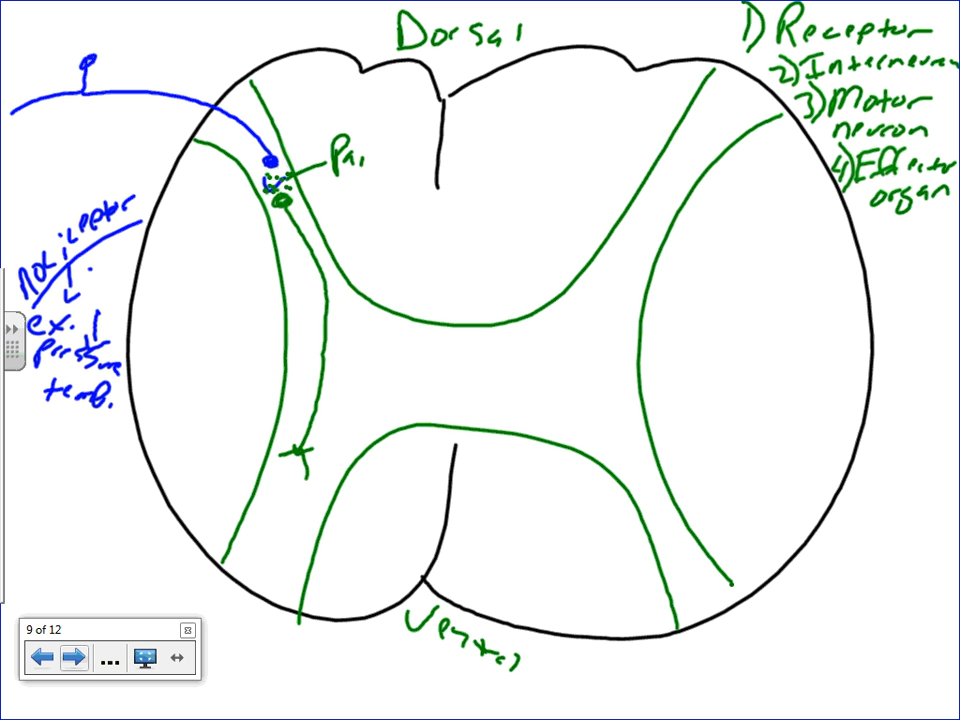 Dorsal
1) Receptor
2) Interneuron
3) Motor
neuron
4) Effector
organ
Pai
Nociceptor
ex.
pressure
temp.
Ventral
9 of 12
...